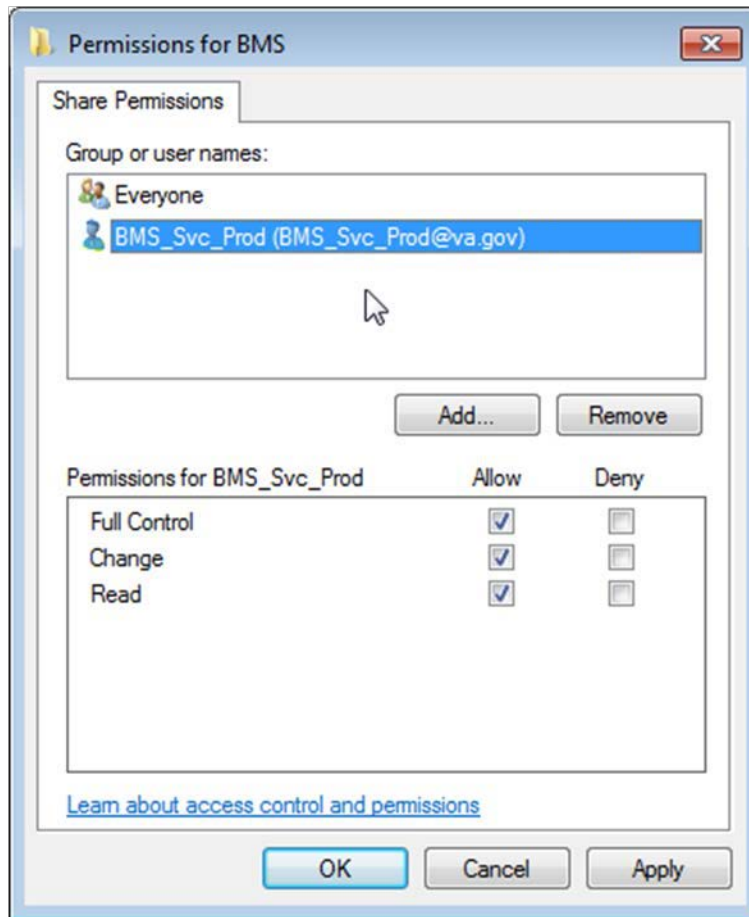 Permissions for BMS
Share Permissions
Group or user names:
Everyone
BMS_Svc_Prod (BMS_Svc_Prod@va.gov)
Add... Remove
Permissions for BMS_Svc_Prod Allow Deny
Full Control
Change
Read
Learn about access control and permissions
OK Cancel Apply